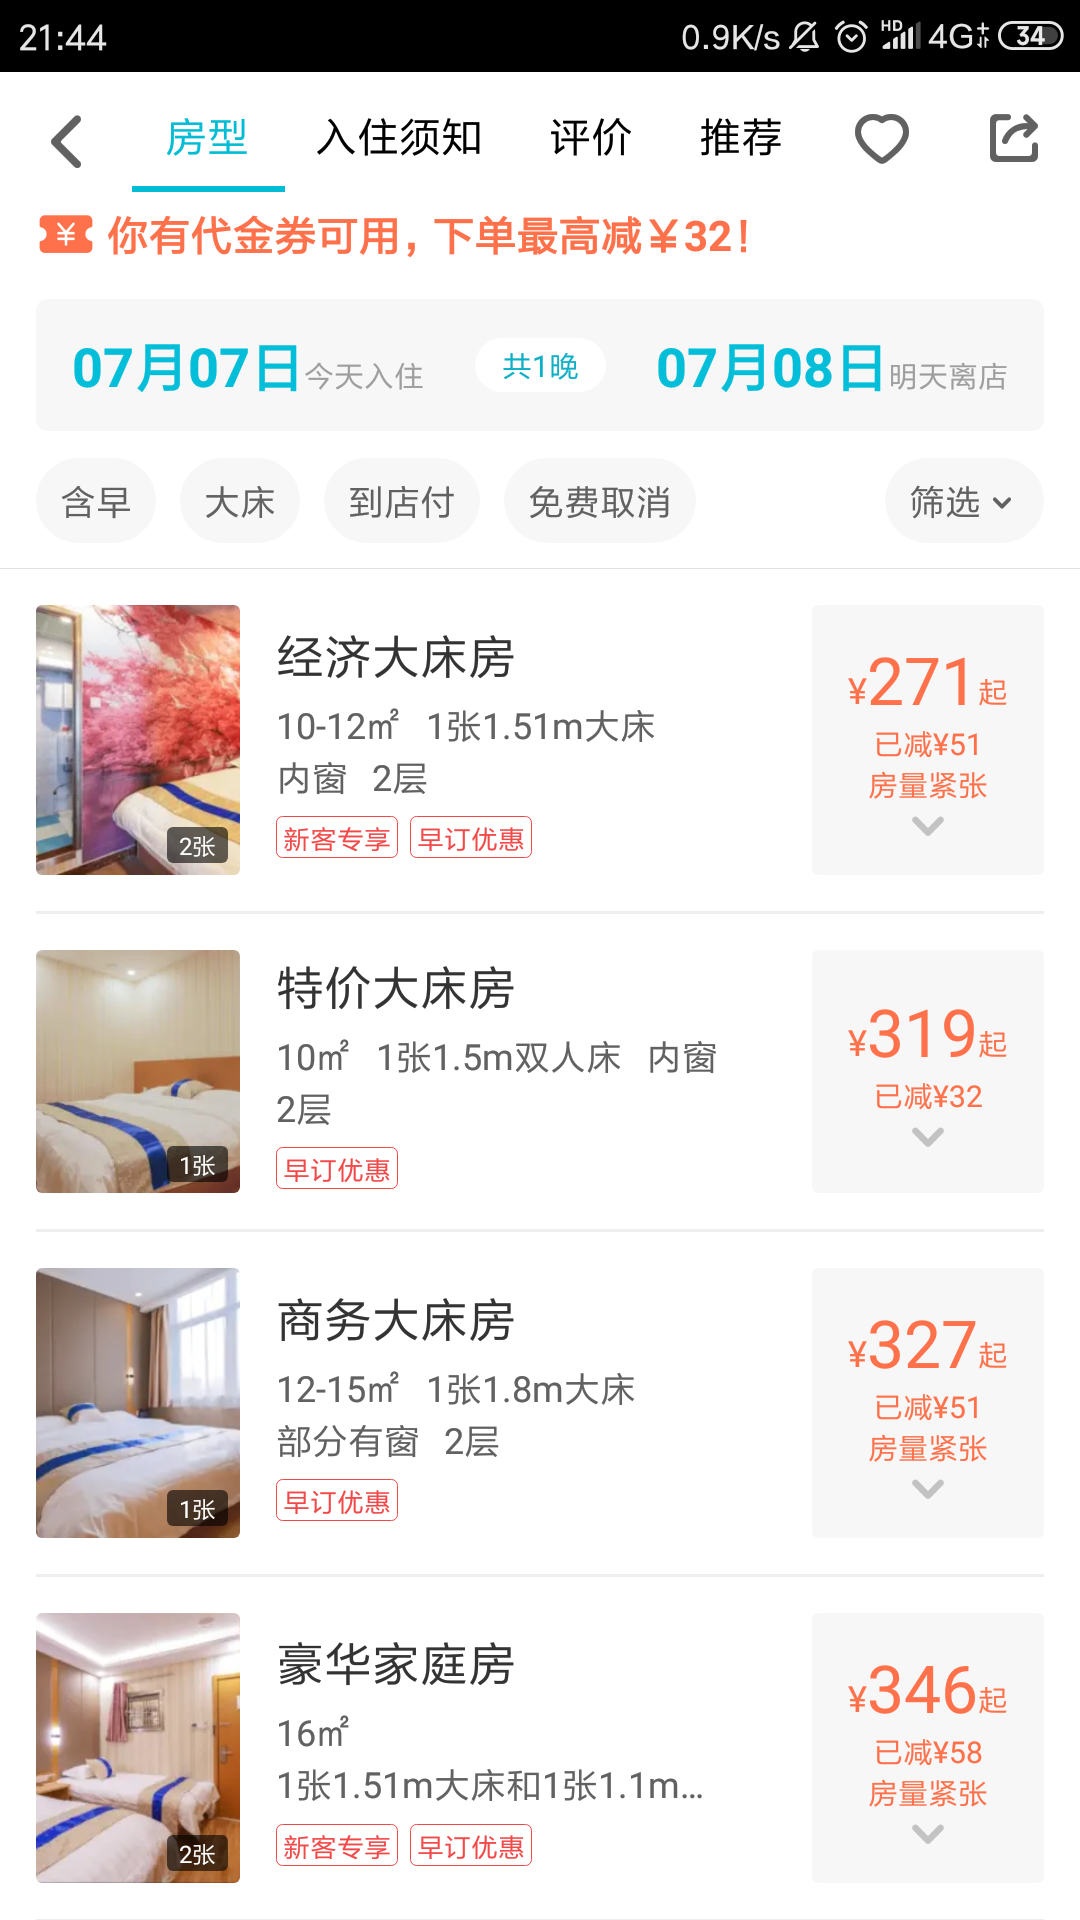 21:44
0.9K/s HD 4G 34
房型 入住须知 评价 推荐
¥ 你有代金券可用，下单最高减￥32！
07月07日今天入住 共1晚 07月08日明天离店
含早 大床 到店付 免费取消 筛选
经济大床房
10-12㎡ 1张1.51m大床
内窗 2层
新客专享 早订优惠
2张
¥271起
已减¥51
房量紧张
特价大床房
10㎡ 1张1.5m双人床 内窗
2层
早订优惠
1张
¥319起
已减¥32
商务大床房
12-15㎡ 1张1.8m大床
部分有窗 2层
早订优惠
1张
¥327起
已减¥51
房量紧张
豪华家庭房
16㎡
1张1.51m大床和1张1.1m...
新客专享 早订优惠
2张
¥346起
已减¥58
房量紧张